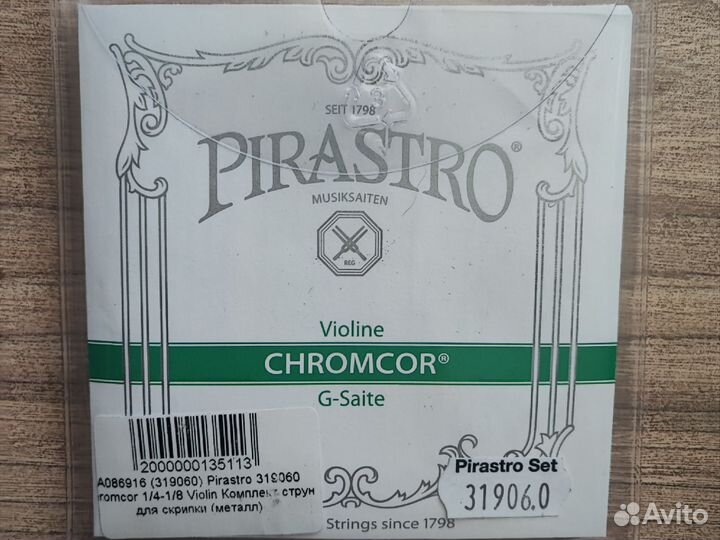 SEIT 1798
PIRASTRO®
MUSIKSAITEN
REG
Violine
CHROMCOR®
G-Saite
2000000135113
A086916 (319060) Pirastro 319060
romcor 1/4-1/8 Violin Комплект струн
для скрипки (металл)
Pirastro Set
31906.0
Strings since 1798
Avito